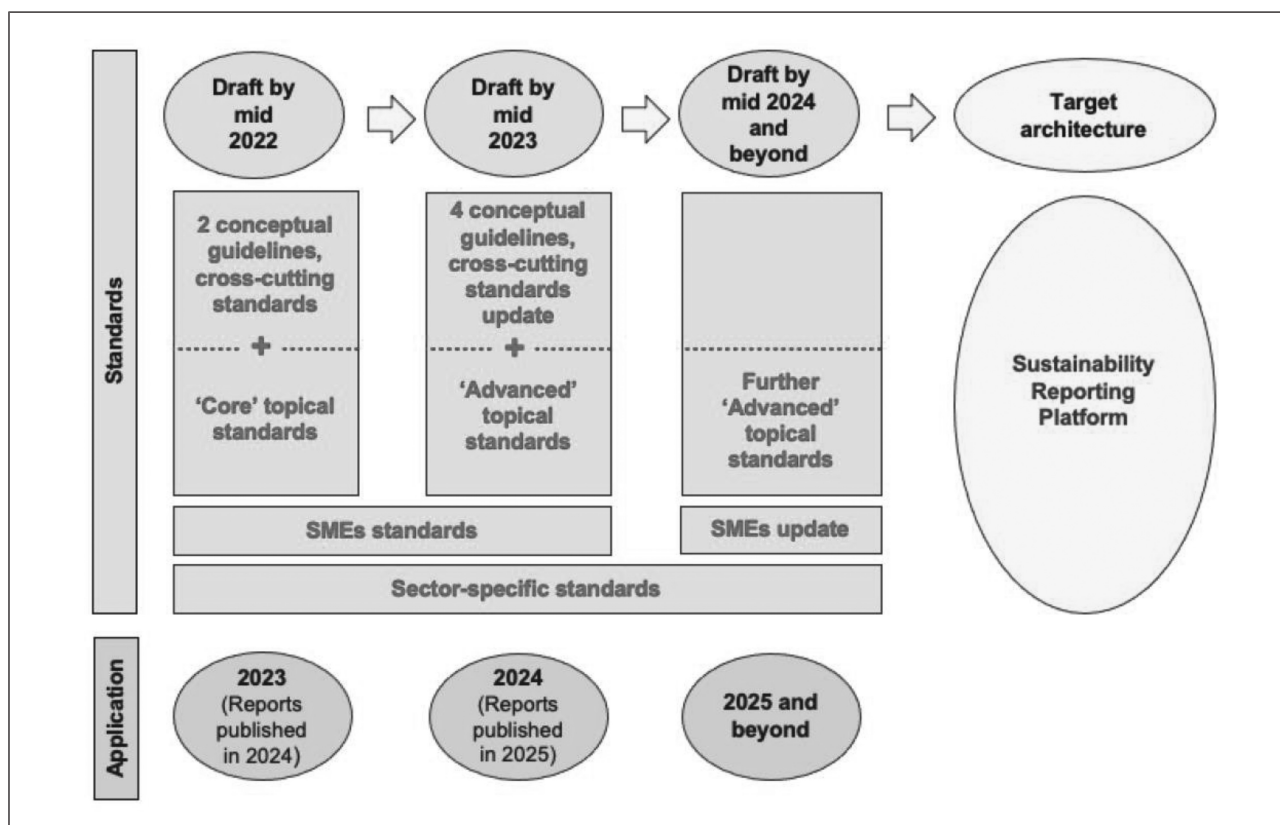 Standards
Draft by
mid
2022
Draft by
mid
2023
Draft by
mid 2024
and
beyond
Target
architecture
2 conceptual
guidelines,
cross-cutting
standards
+
‘Core’ topical
standards
4 conceptual
guidelines,
cross-cutting
standards
update
+
‘Advanced’
topical
standards
Further
‘Advanced’
topical
standards
Sustainability
Reporting
Platform
SMEs standards
SMEs update
Sector-specific standards
Application
2023
(Reports
published
in 2024)
2024
(Reports
published
in 2025)
2025 and
beyond